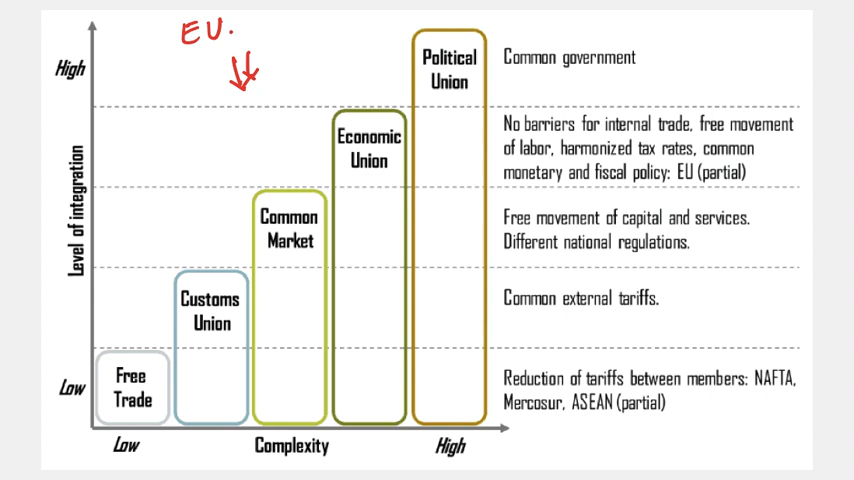 EU.
High
Political
Union
Common government
Economic
Union
No barriers for internal trade, free movement
of labor, harmonized tax rates, common
monetary and fiscal policy: EU (partial)
Level of integration
Common
Market
Free movement of capital and services.
Different national regulations.
Customs
Union
Common external tariffs.
Low
Free
Trade
Reduction of tariffs between members: NAFTA,
Mercosur, ASEAN (partial)
Low
Complexity
High